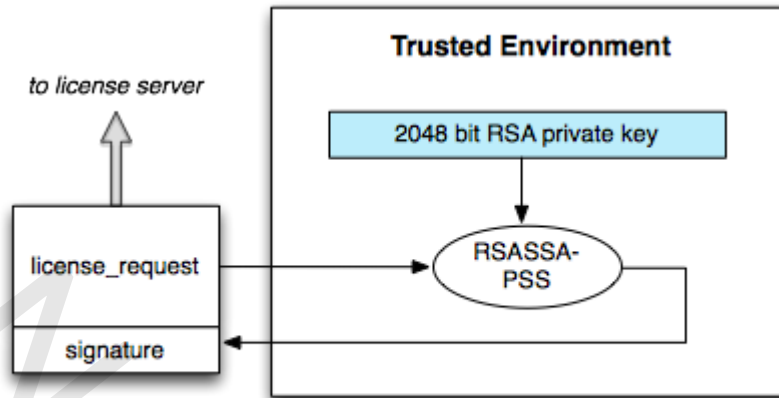 Trusted Environment
to license server
2048 bit RSA private key
license_request
RSASSA-
PSS
signature